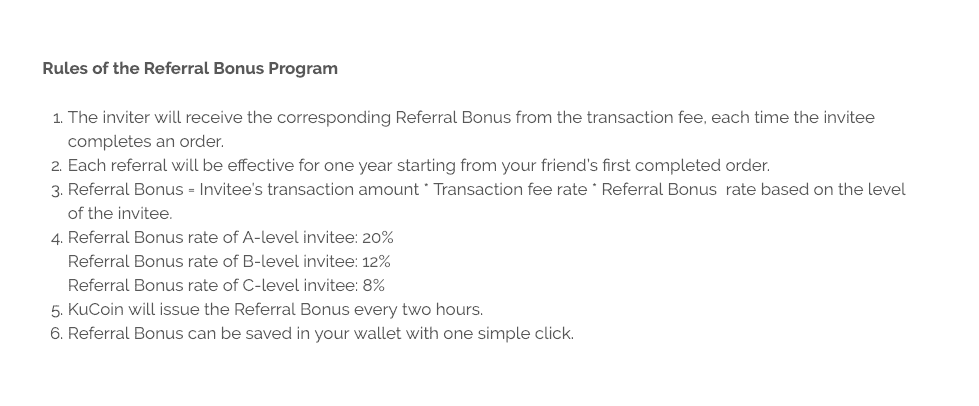 Rules of the Referral Bonus Program
1. The inviter will receive the corresponding Referral Bonus from the transaction fee, each time the invitee
completes an order.
2. Each referral will be effective for one year starting from your friend's first completed order.
3. Referral Bonus = Invitee's transaction amount * Transaction fee rate * Referral Bonus  rate based on the level
of the invitee.
4. Referral Bonus rate of A-level invitee: 20%
Referral Bonus rate of B-level invitee: 12%
Referral Bonus rate of C-level invitee: 8%
5. KuCoin will issue the Referral Bonus every two hours.
6. Referral Bonus can be saved in your wallet with one simple click.